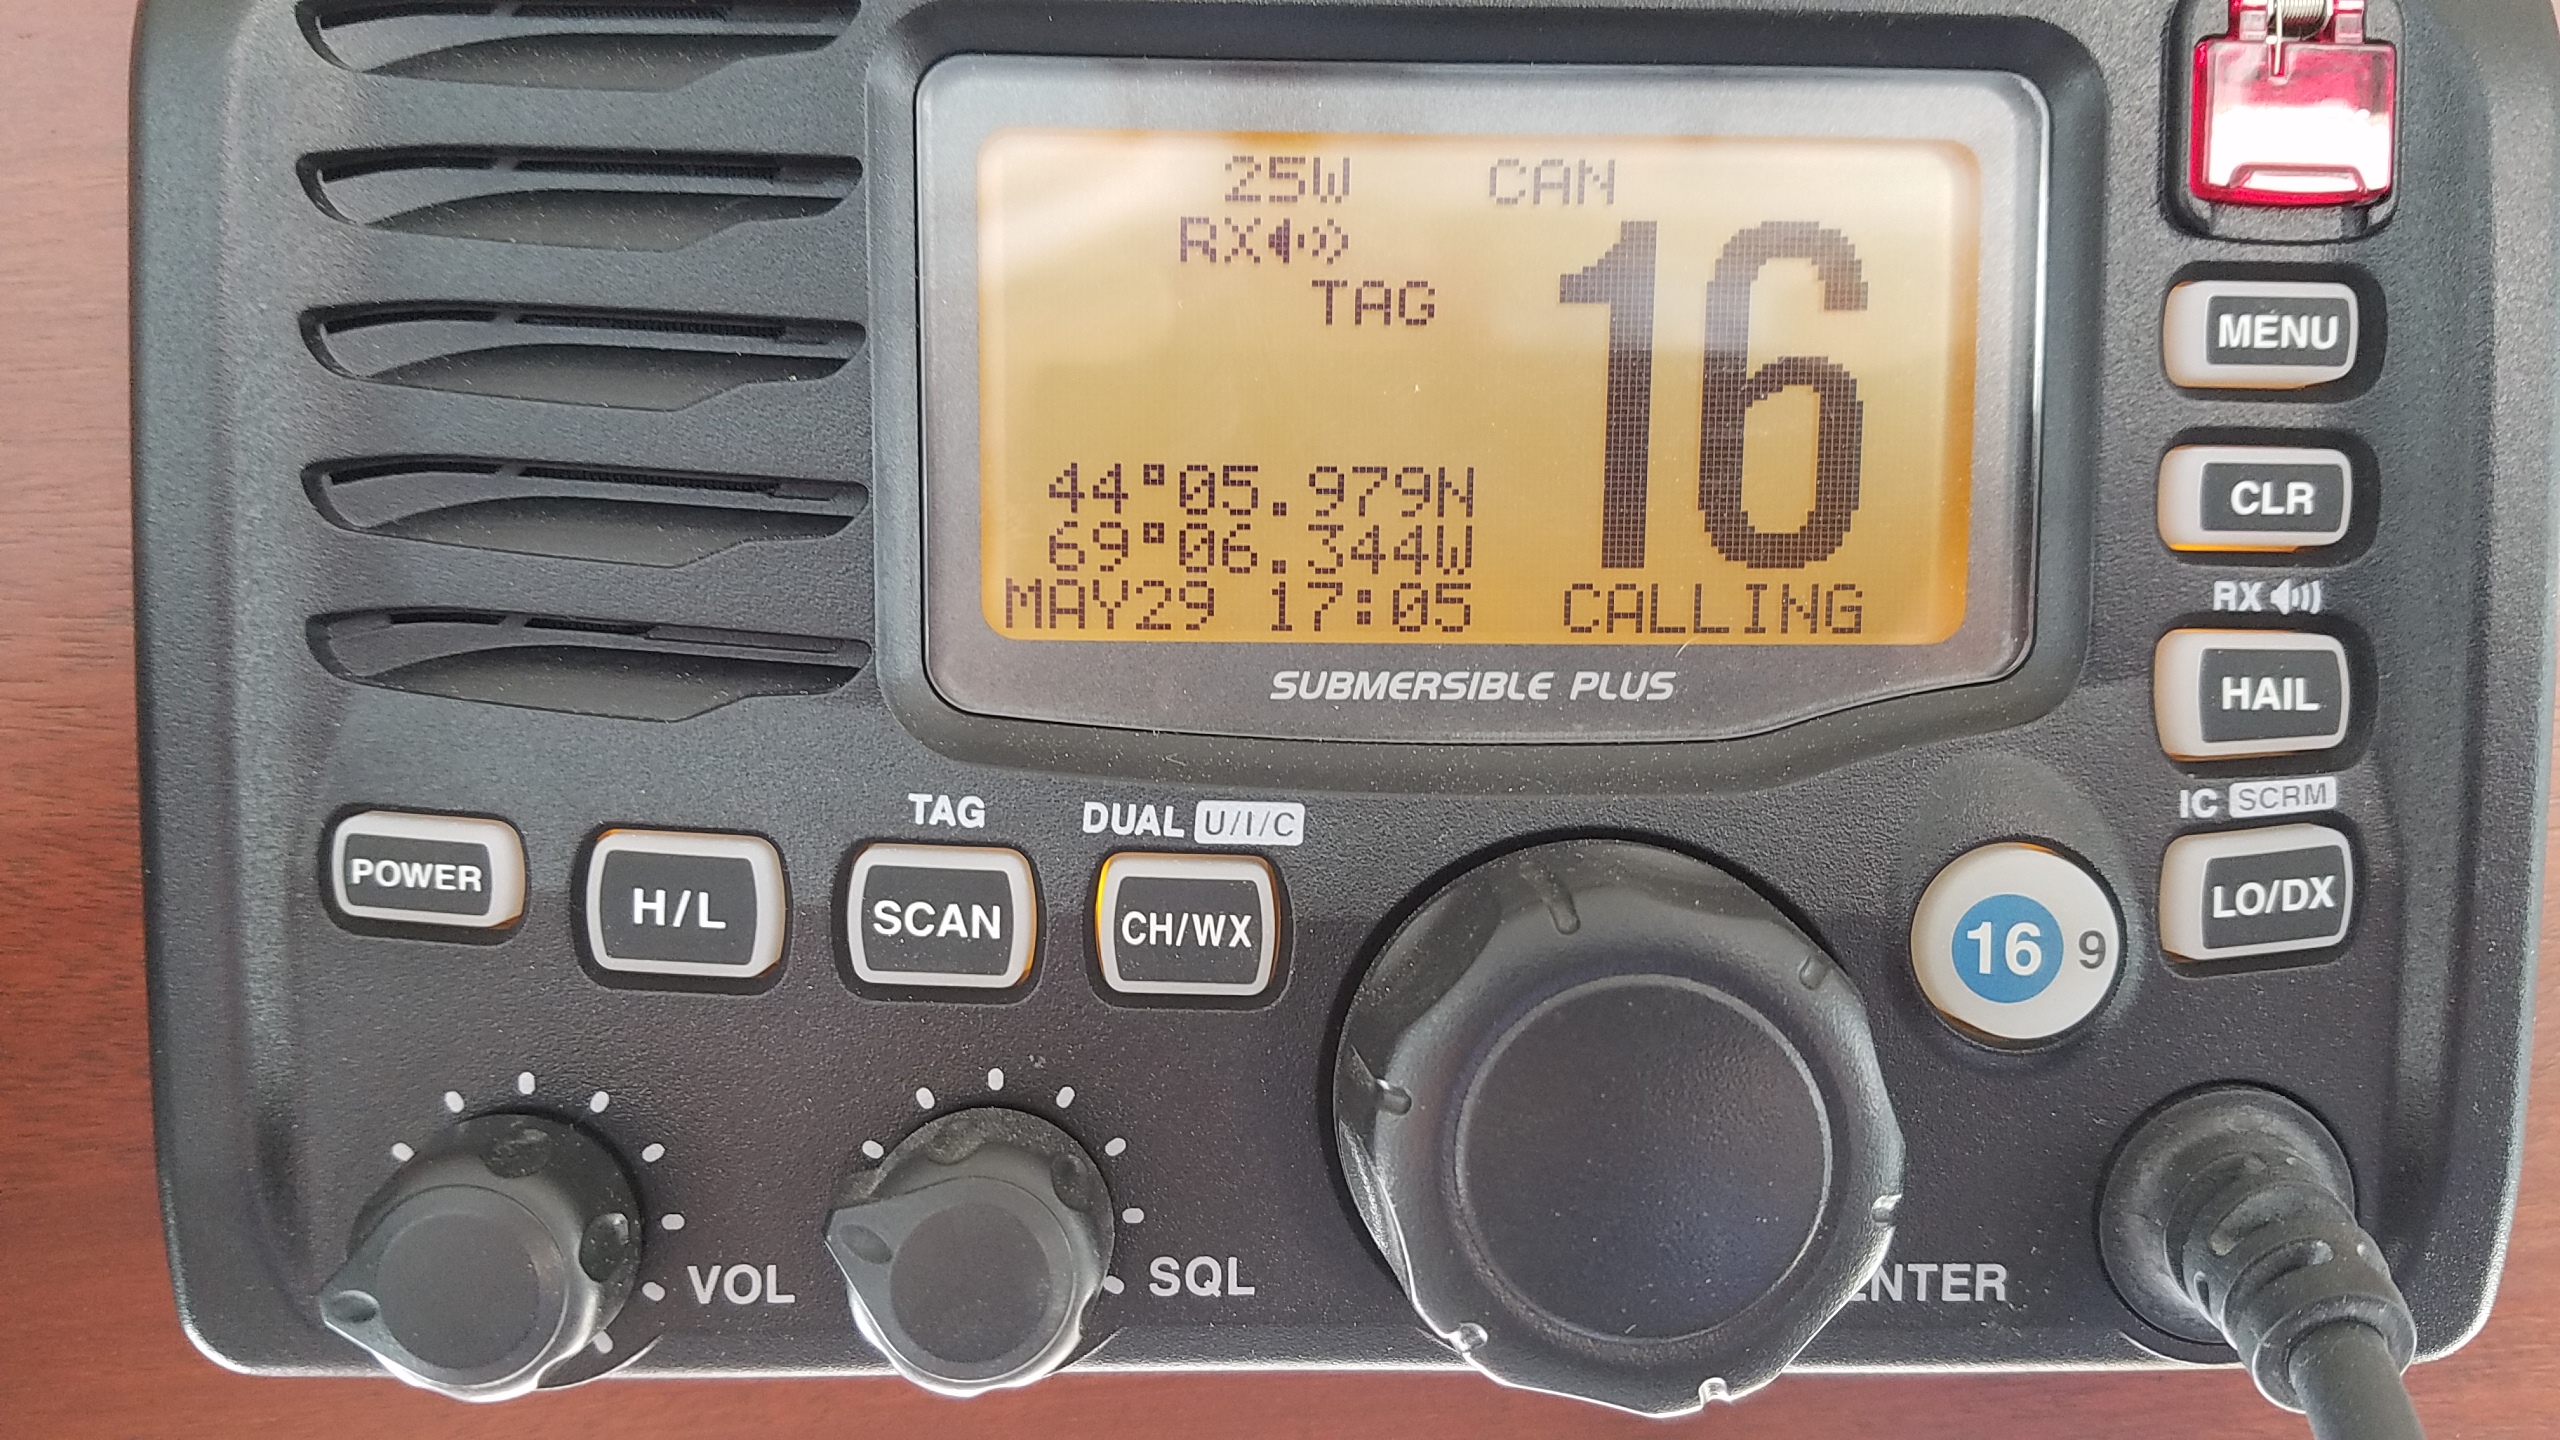 25W CAN
RX
TAG
16
44°05.979N
69°06.344W
MAY29 17:05 CALLING
SUBMERSIBLE PLUS
MENU
CLR
RX
HAIL
IC SCRM
LO/DX
TAG
DUAL U/I/C
POWER
H/L
SCAN
CH/WX
16 9
VOL
SQL
ENTER